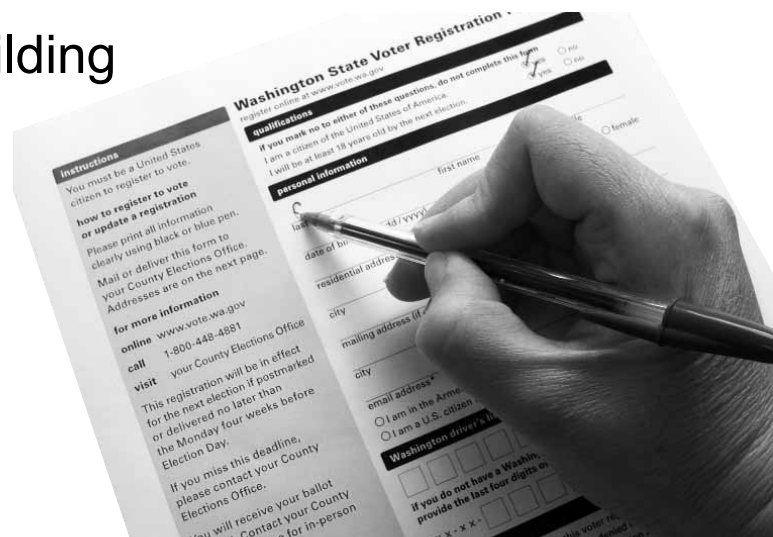 ilding
Washington State Voter Registration
register online at www.vote.wa.gov
Instructions
You must be a United States
citizen to register to vote.
how to register to vote
or update a registration
Please print all information
clearly using black or blue pen.
Mail or deliver this form to
your County Elections Office.
Addresses are on the next page.
for more information
online www.vote.wa.gov
call 1-800-448-4881
visit your County Elections Office
This registration will be in effect
for the next election if postmarked
or delivered no later than
the Monday four weeks before
Election Day.
If you miss this deadline,
please contact your County
Elections Office.
You will receive your ballot
Contact your County
for in-person
qualifications
if you mark no to either of these questions, do not complete this form
I am a citizen of the United States of America. yes no
I will be at least 18 years old by the next election. yes no
personal information
C
last first name
female
date of dd / yyyy)
residential address
city
mailing address (if
city
email address*
I am in the Arme
I am a U.S. citizen
Washington driver's
if you do not have a Washin
provide the last four digits o
x - x x -